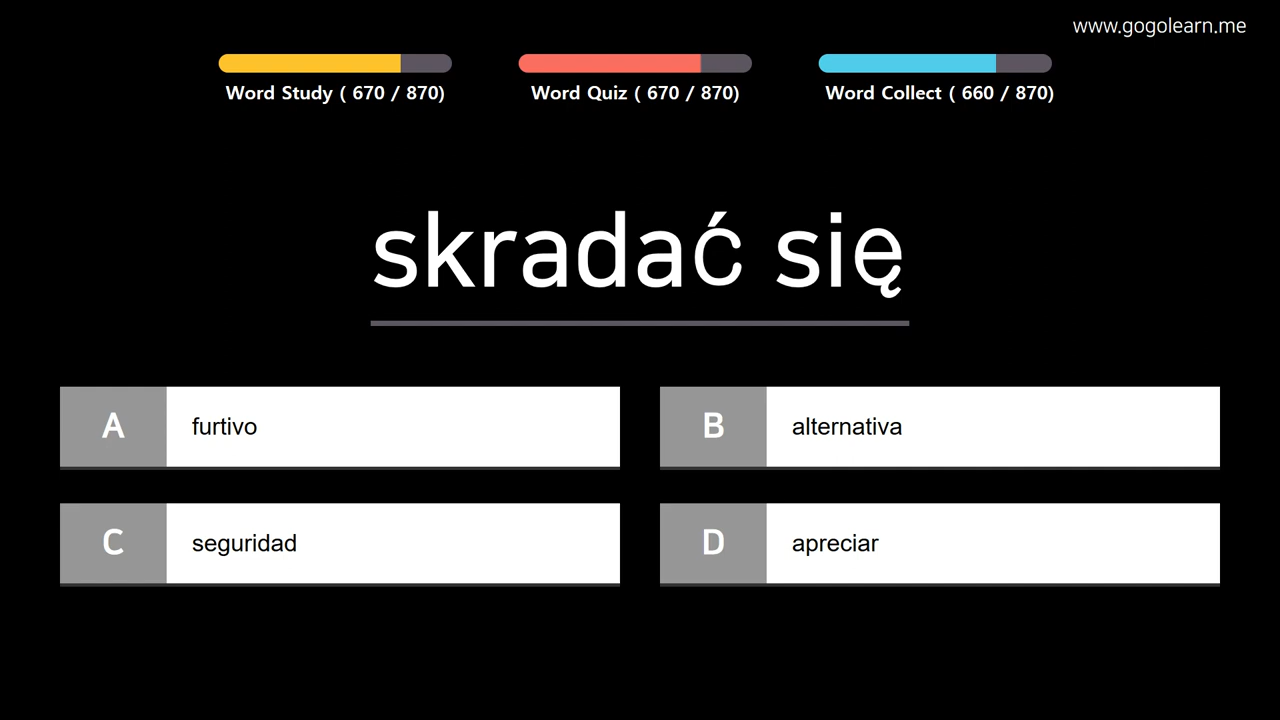 www.gogolearn.me
Word Study ( 670 / 870)
Word Quiz ( 670 / 870)
Word Collect ( 660 / 870)
skradać się
A furtivo
B alternativa
C seguridad
D apreciar